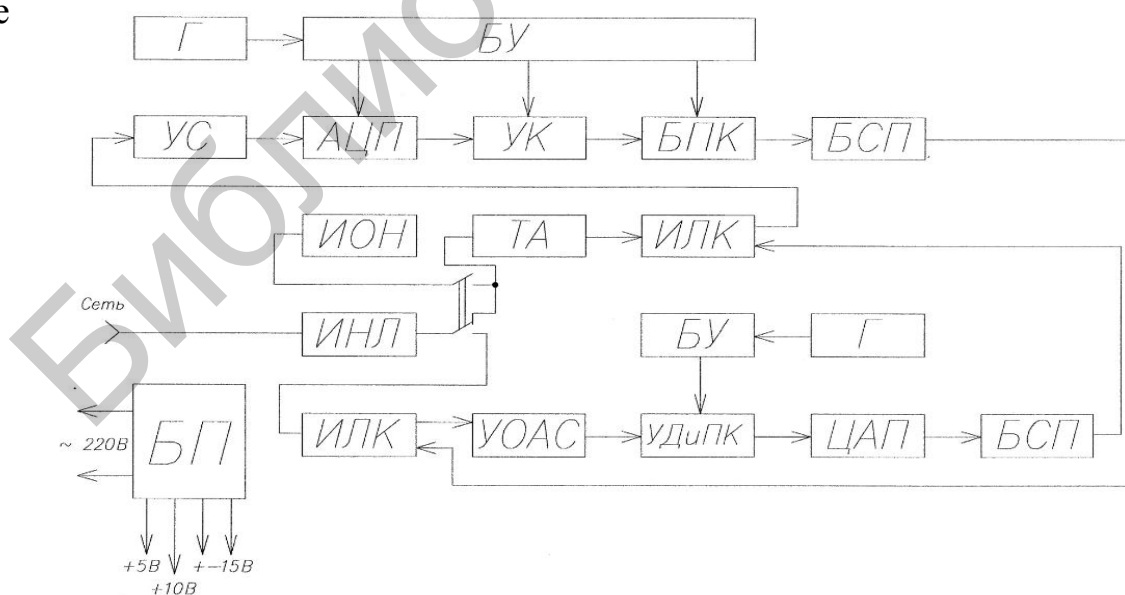 е
Г
БУ
УС
АЦП
УК
БПК
БСП
ИОН
ТА
ИЛК
Сеть
ИНЛ
БУ
Г
ИЛК
УОАС
УДиПК
ЦАП
БСП
~ 220В
БП
+5В
+10В
+-15В
Библио